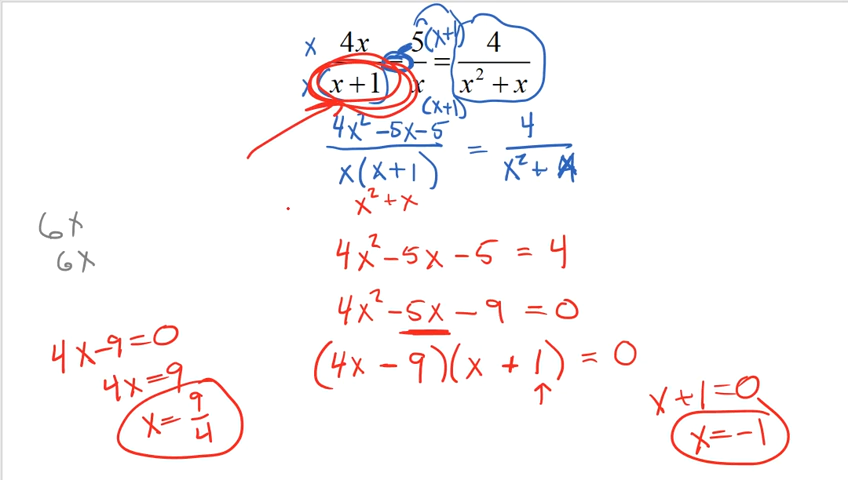 x 4x/(x+1) - 5(x+1)/x(x+1) = 4/(x² + x)
(4x² - 5x - 5)/(x(x+1)) = 4/(x² + x)
x² + x
6x
6x
4x² - 5x - 5 = 4
4x² - 5x - 9 = 0
(4x - 9)(x + 1) = 0
4x - 9 = 0
4x = 9
x = 9/4
x + 1 = 0
x = -1